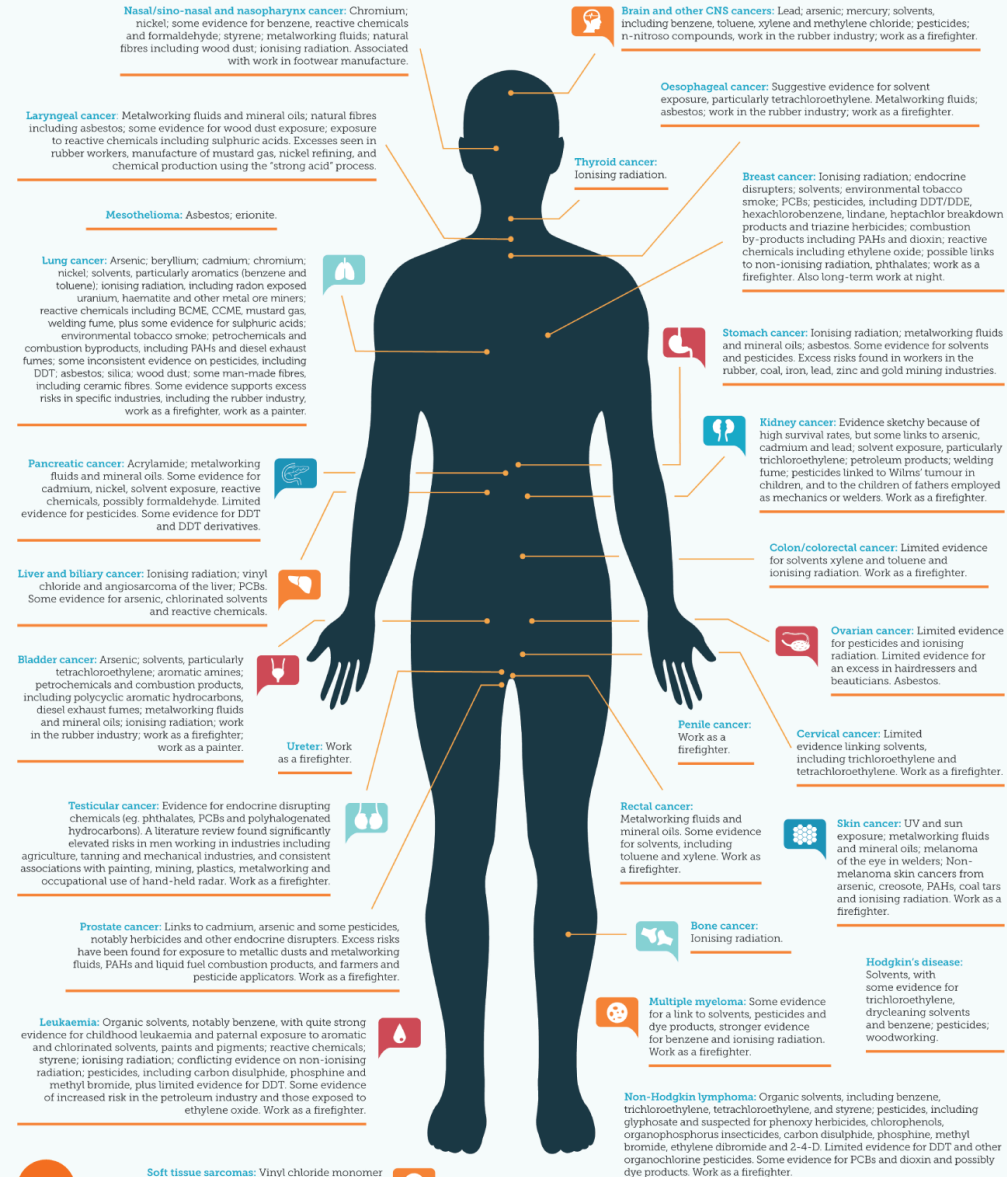 Nasal/sino-nasal and nasopharynx cancer: Chromium;
nickel; some evidence for benzene, reactive chemicals
and formaldehyde; styrene; metalworking fluids; natural
fibres including wood dust; ionising radiation. Associated
with work in footwear manufacture.
Brain and other CNS cancers: Lead; arsenic; mercury; solvents,
including benzene, toluene, xylene and methylene chloride; pesticides;
n-nitroso compounds, work in the rubber industry; work as a firefighter.
Laryngeal cancer: Metalworking fluids and mineral oils; natural fibres
including asbestos; some evidence for wood dust exposure; exposure
to reactive chemicals including sulphuric acids. Excesses seen in
rubber workers, manufacture of mustard gas, nickel refining, and
chemical production using the "strong acid" process.
Oesophageal cancer: Suggestive evidence for solvent
exposure, particularly tetrachloroethylene. Metalworking fluids;
asbestos; work in the rubber industry; work as a firefighter.
Thyroid cancer:
Ionising radiation.
Mesothelioma: Asbestos; erionite.
Breast cancer: Ionising radiation; endocrine
disrupters; solvents; environmental tobacco
smoke; PCBs; pesticides, including DDT/DDE,
hexachlorobenzene, lindane, heptachlor breakdown
products and triazine herbicides; combustion
by-products including PAHs and dioxin; reactive
chemicals including ethylene oxide; possible links
to non-ionising radiation, phthalates; work as a
firefighter. Also long-term work at night.
Lung cancer: Arsenic; beryllium; cadmium; chromium;
nickel; solvents, particularly aromatics (benzene and
toluene); ionising radiation, including radon exposed
uranium, haematite and other metal ore miners;
reactive chemicals including BCME, CCME, mustard gas,
welding fume, plus some evidence for sulphuric acids;
environmental tobacco smoke; petrochemicals and
combustion byproducts, including PAHs and diesel exhaust
fumes; some inconsistent evidence on pesticides, including
DDT; asbestos; silica; wood dust; some man-made fibres,
including ceramic fibres. Some evidence supports excess
risks in specific industries, including the rubber industry,
work as a firefighter, work as a painter.
Stomach cancer: Ionising radiation; metalworking fluids
and mineral oils; asbestos. Some evidence for solvents
and pesticides. Excess risks found in workers in the
rubber, coal, iron, lead, zinc and gold mining industries.
Kidney cancer: Evidence sketchy because of
high survival rates, but some links to arsenic,
cadmium and lead; solvent exposure, particularly
trichloroethylene; petroleum products; welding
fume; pesticides linked to Wilms' tumour in
children, and to the children of fathers employed
as mechanics or welders. Work as a firefighter.
Pancreatic cancer: Acrylamide; metalworking
fluids and mineral oils. Some evidence for
cadmium, nickel, solvent exposure, reactive
chemicals, possibly formaldehyde. Limited
evidence for pesticides. Some evidence for DDT
and DDT derivatives.
Colon/colorectal cancer: Limited evidence
for solvents xylene and toluene and
ionising radiation. Work as a firefighter.
Liver and biliary cancer: Ionising radiation; vinyl
chloride and angiosarcoma of the liver; PCBs.
Some evidence for arsenic, chlorinated solvents
and reactive chemicals.
Ovarian cancer: Limited evidence
for pesticides and ionising
radiation. Limited evidence for
an excess in hairdressers and
beauticians. Asbestos.
Bladder cancer: Arsenic; solvents, particularly
tetrachloroethylene; aromatic amines;
petrochemicals and combustion products,
including polycyclic aromatic hydrocarbons,
diesel exhaust fumes; metalworking fluids
and mineral oils; ionising radiation; work
in the rubber industry; work as a firefighter;
work as a painter.
Ureter: Work
as a firefighter.
Penile cancer:
Work as a
firefighter.
Cervical cancer: Limited
evidence linking solvents,
including trichloroethylene and
tetrachloroethylene. Work as a firefighter.
Testicular cancer: Evidence for endocrine disrupting
chemicals (eg. phthalates, PCBs and polyhalogenated
hydrocarbons). A literature review found significantly
elevated risks in men working in industries including
agriculture, tanning and mechanical industries, and consistent
associations with painting, mining, plastics, metalworking and
occupational use of hand-held radar. Work as a firefighter.
Rectal cancer:
Metalworking fluids and
mineral oils. Some evidence
for solvents, including
toluene and xylene. Work as
a firefighter.
Skin cancer: UV and sun
exposure; metalworking fluids
and mineral oils; melanoma
of the eye in welders; Non-
melanoma skin cancers from
arsenic, creosote, PAHs, coal tars
and ionising radiation. Work as a
firefighter.
Prostate cancer: Links to cadmium, arsenic and some pesticides,
notably herbicides and other endocrine disrupters. Excess risks
have been found for exposure to metallic dusts and metalworking
fluids, PAHs and liquid fuel combustion products, and farmers and
pesticide applicators. Work as a firefighter.
Bone cancer:
Ionising radiation.
Hodgkin's disease:
Solvents, with
some evidence for
trichloroethylene,
drycleaning solvents
and benzene; pesticides;
woodworking.
Leukaemia: Organic solvents, notably benzene, with quite strong
evidence for childhood leukaemia and paternal exposure to aromatic
and chlorinated solvents, paints and pigments; reactive chemicals;
styrene; ionising radiation; conflicting evidence on non-ionising
radiation; pesticides, including carbon disulphide, phosphine and
methyl bromide, plus limited evidence for DDT. Some evidence
of increased risk in the petroleum industry and those exposed to
ethylene oxide. Work as a firefighter.
Multiple myeloma: Some evidence
for a link to solvents, pesticides and
dye products, stronger evidence
for benzene and ionising radiation.
Work as a firefighter.
Non-Hodgkin lymphoma: Organic solvents, including benzene,
trichloroethylene, tetrachloroethylene, and styrene; pesticides, including
glyphosate and suspected for phenoxy herbicides, chlorophenols,
organophosphorus insecticides, carbon disulphide, phosphine, methyl
bromide, ethylene dibromide and 2-4-D. Limited evidence for DDT and other
organochlorine pesticides. Some evidence for PCBs and dioxin and possibly
dye products. Work as a firefighter.
Soft tissue sarcomas: Vinyl chloride monomer